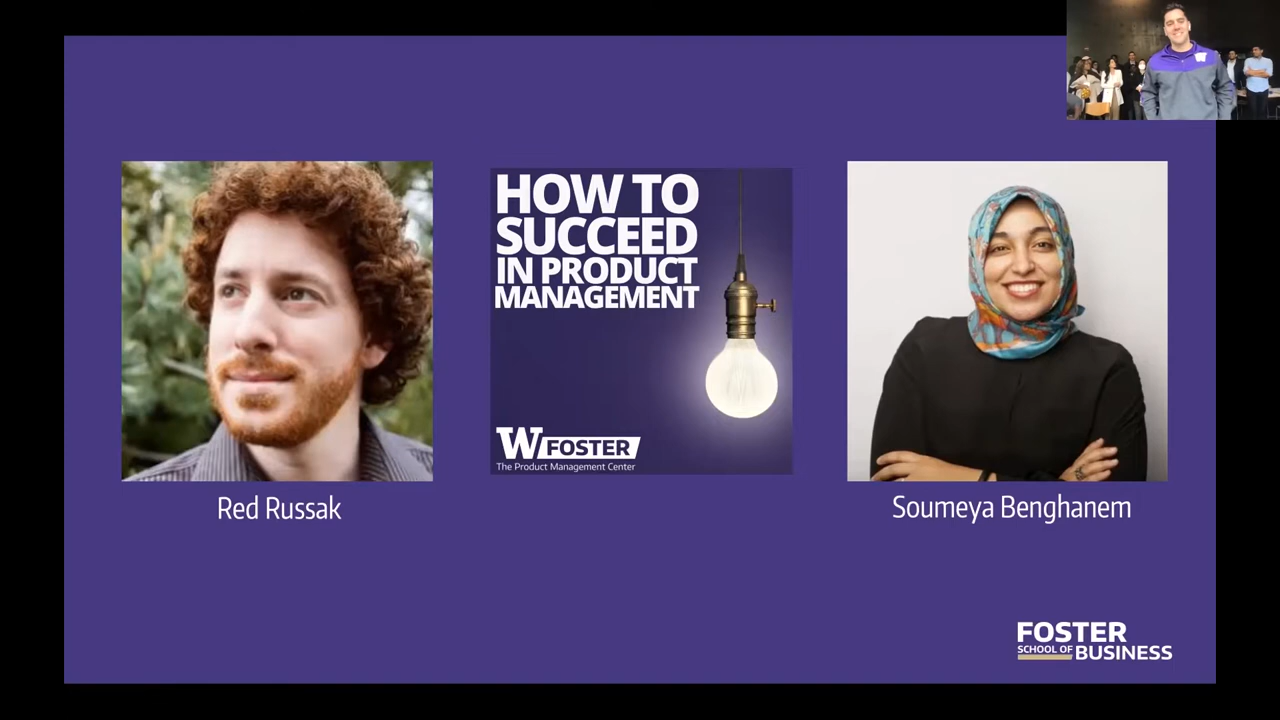 HOW TO
SUCCEED
IN PRODUCT
MANAGEMENT
W FOSTER
The Product Management Center
Red Russak
Soumeya Benghanem
FOSTER
SCHOOL OF BUSINESS
W